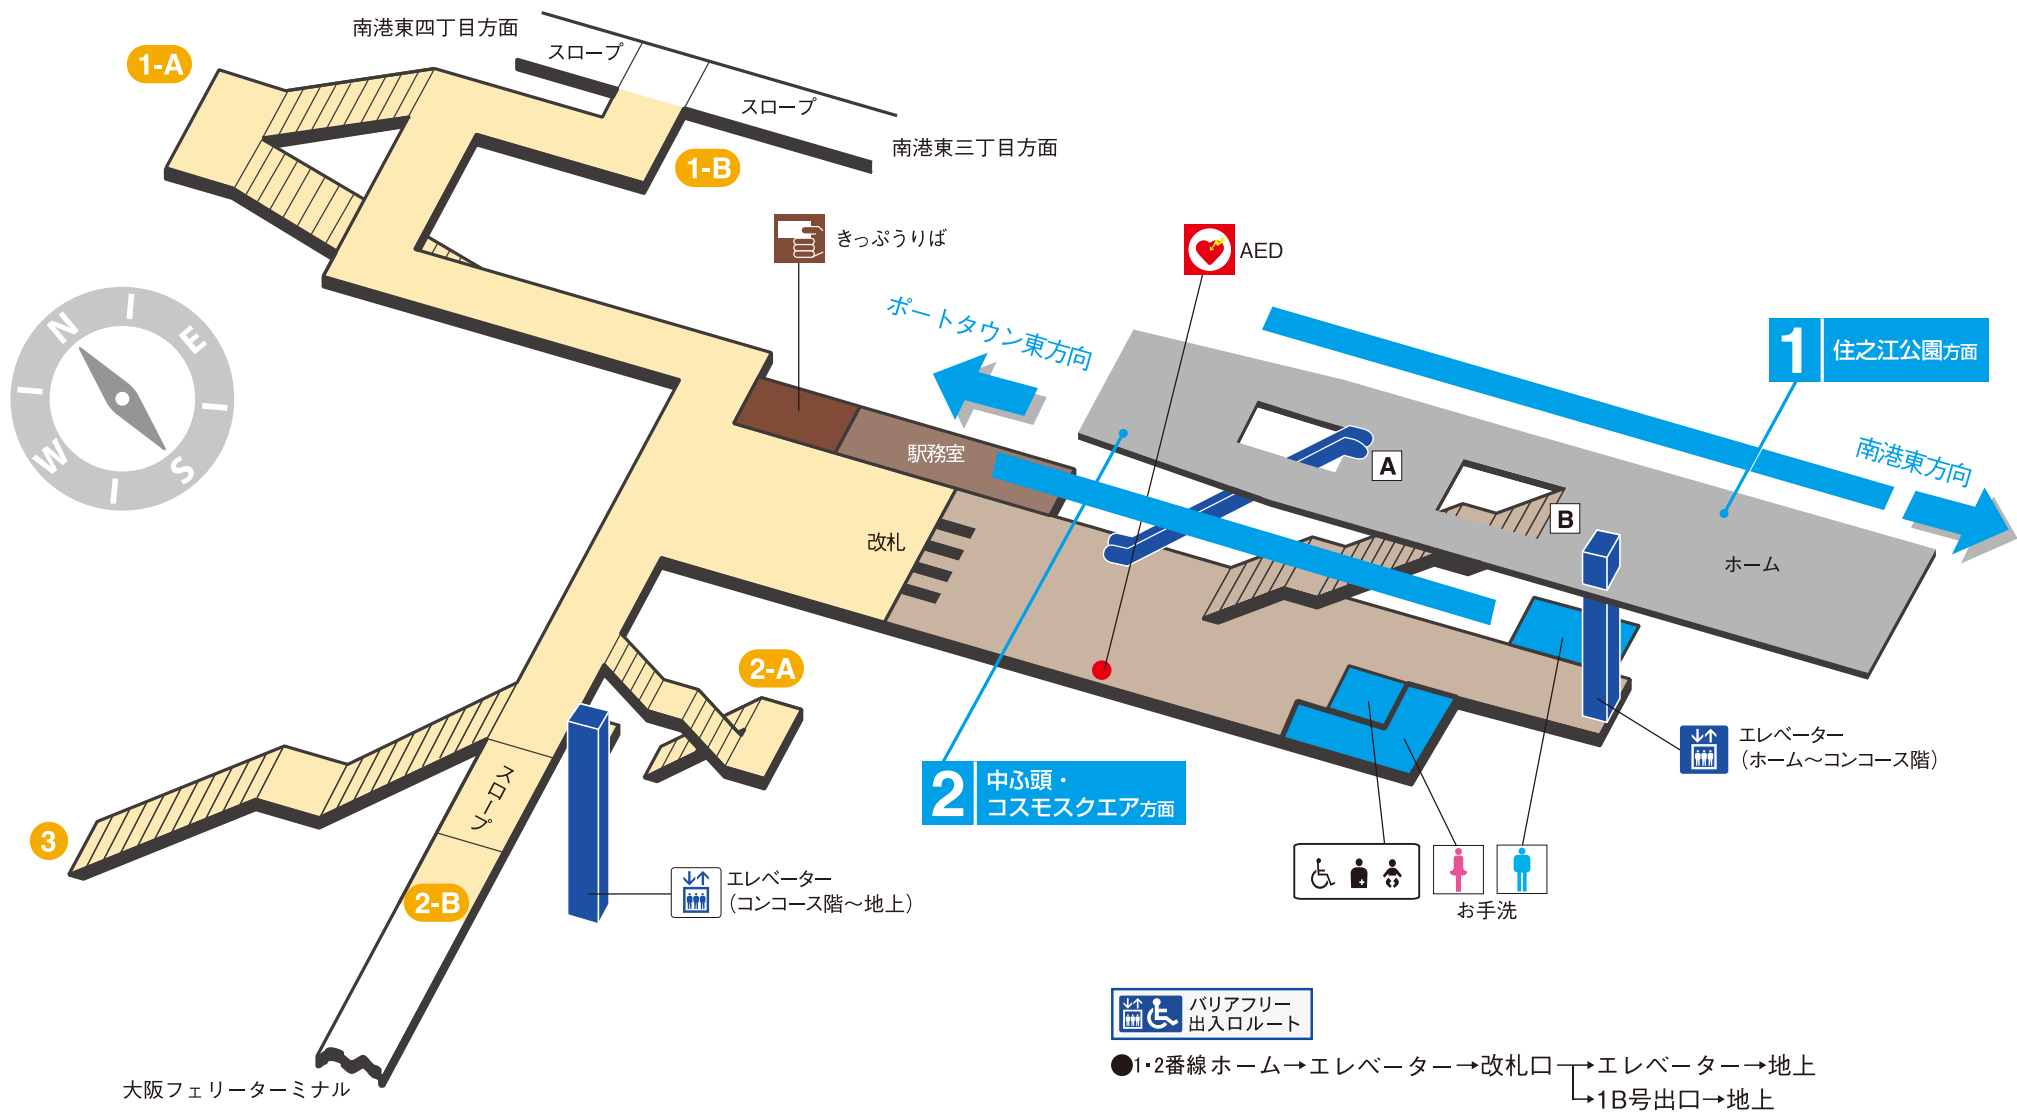 南港東四丁目方面
スロープ
1-A
スロープ
南港東三丁目方面
1-B
きっぷうりば
AED
ポートタウン東方向
1 住之江公園方面
N
E
S
W
南港東方向
A
駅務室
B
改札
ホーム
2-A
エレベーター
(ホーム〜コンコース階)
スロープ
2 中ふ頭・
コスモスクエア方面
3
エレベーター
(コンコース階〜地上)
2-B
お手洗
バリアフリー
出入口ルート
●1・2番線ホーム→エレベーター→改札口→エレベーター→地上
→1B号出口→地上
大阪フェリーターミナル